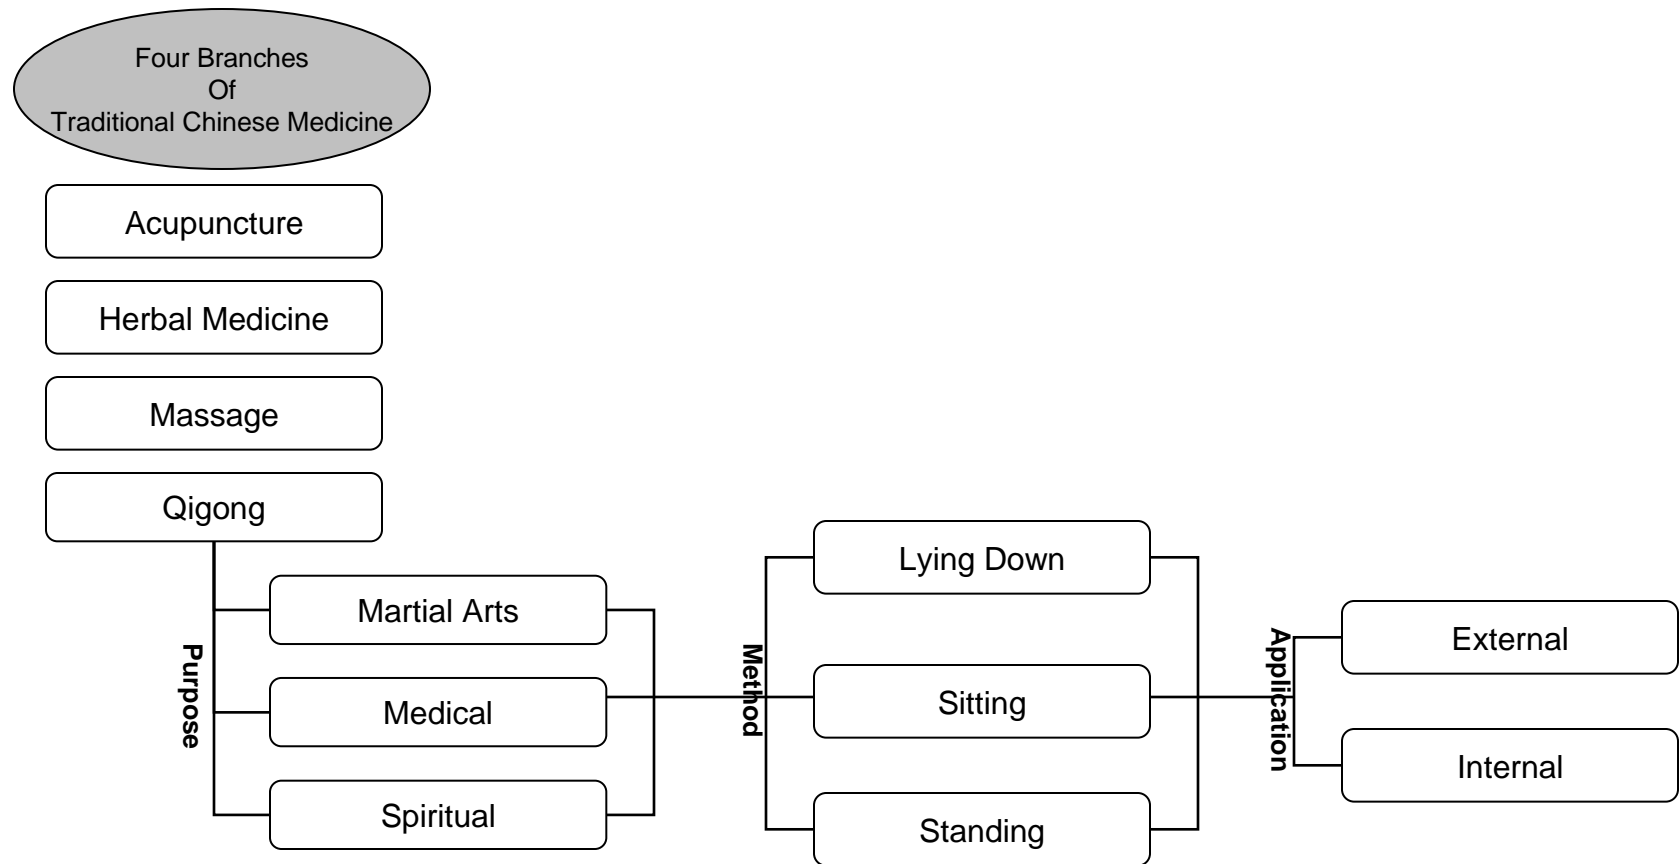 Four Branches
Of
Traditional Chinese Medicine
Acupuncture
Herbal Medicine
Massage
Qigong
Purpose
Martial Arts
Medical
Spiritual
Method
Lying Down
Sitting
Standing
Application
External
Internal